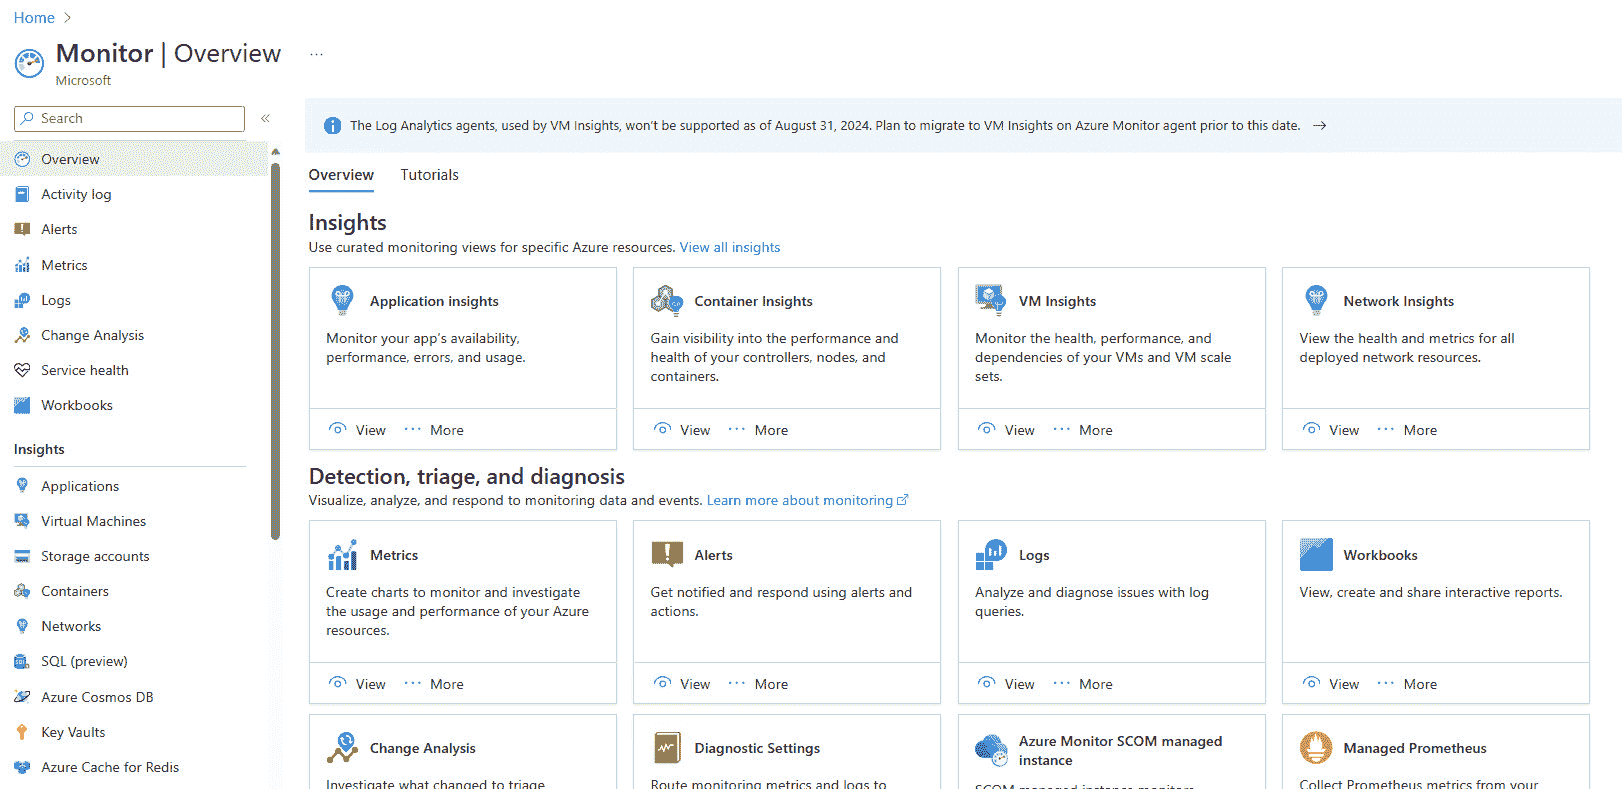 Home
Monitor | Overview
Microsoft
Search
Overview
Activity log
Alerts
Metrics
Logs
Change Analysis
Service health
Workbooks
Insights
Applications
Virtual Machines
Storage accounts
Containers
Networks
SQL (preview)
Azure Cosmos DB
Key Vaults
Azure Cache for Redis
The Log Analytics agents, used by VM Insights, won't be supported as of August 31, 2024. Plan to migrate to VM Insights on Azure Monitor agent prior to this date.
Overview Tutorials
Insights
Use curated monitoring views for specific Azure resources. View all insights
Application insights
Monitor your app's availability,
performance, errors, and usage.
View More
Container Insights
Gain visibility into the performance and
health of your controllers, nodes, and
containers.
View More
VM Insights
Monitor the health, performance, and
dependencies of your VMs and VM scale
sets.
View More
Network Insights
View the health and metrics for all
deployed network resources.
View More
Detection, triage, and diagnosis
Visualize, analyze, and respond to monitoring data and events. Learn more about monitoring
Metrics
Create charts to monitor and investigate
the usage and performance of your Azure
resources.
View More
Alerts
Get notified and respond using alerts and
actions.
View More
Logs
Analyze and diagnose issues with log
queries.
View More
Workbooks
View, create and share interactive reports.
View More
Change Analysis
Investigate what changed to triage
Diagnostic Settings
Route monitoring metrics and logs to
Azure Monitor SCOM managed
instance
SCOM managed instance monitors
Managed Prometheus
Collect Prometheus metrics from your